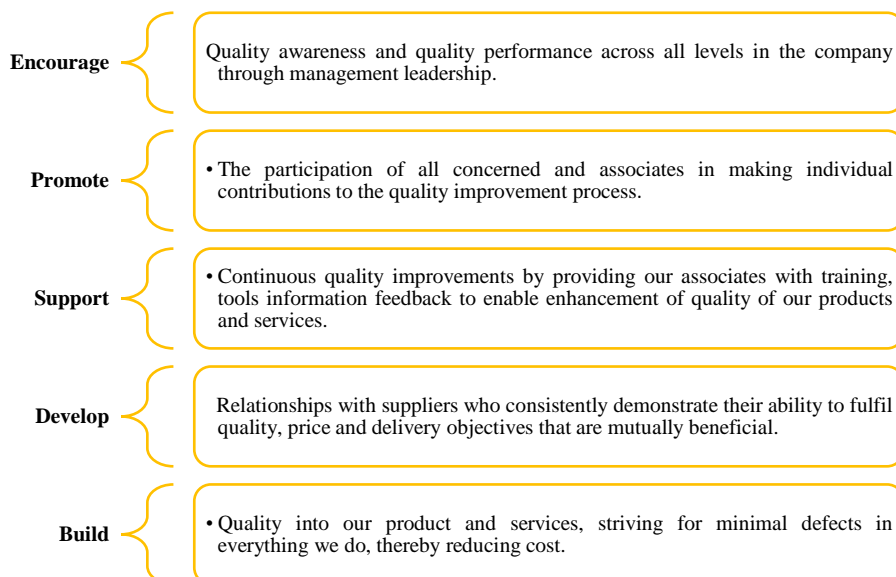 Encourage
Quality awareness and quality performance across all levels in the company
through management leadership.
Promote
• The participation of all concerned and associates in making individual
contributions to the quality improvement process.
Support
• Continuous quality improvements by providing our associates with training,
tools information feedback to enable enhancement of quality of our products
and services.
Develop
Relationships with suppliers who consistently demonstrate their ability to fulfil
quality, price and delivery objectives that are mutually beneficial.
Build
• Quality into our product and services, striving for minimal defects in
everything we do, thereby reducing cost.